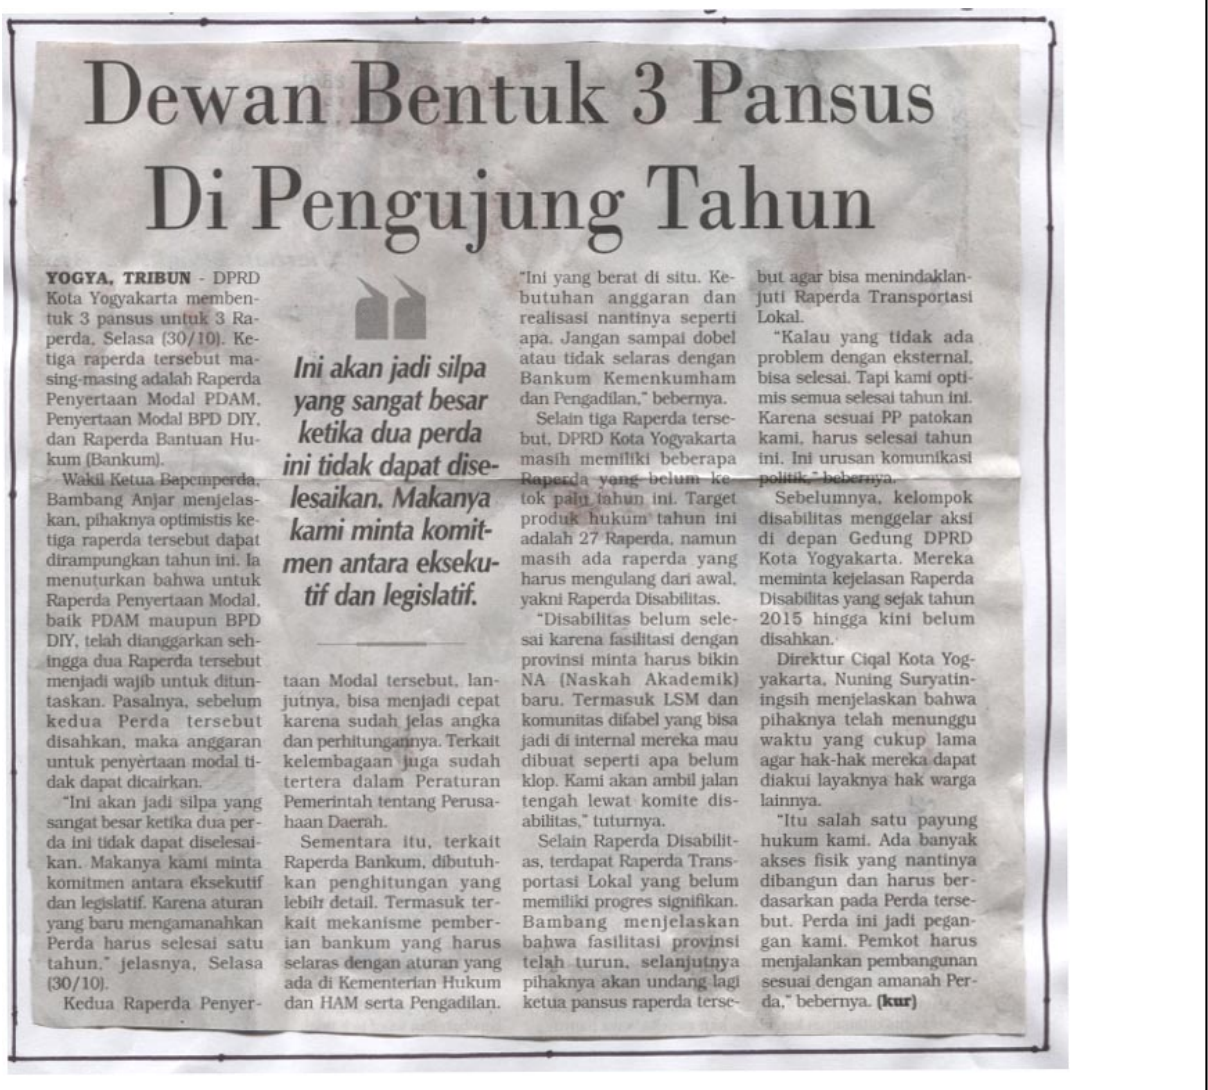 Dewan Bentuk 3 Pansus
Di Pengujung Tahun
YOGYA, TRIBUN - DPRD
Kota Yogyakarta memben-
tuk 3 pansus untuk 3 Ra-
perda, Selasa (30/10). Ke-
tiga raperda tersebut ma-
sing-masing adalah Raperda
Penyertaan Modal PDAM,
Penyertaan Modal BPD DIY,
dan Raperda Bantuan Hu-
kum (Bankum).
Wakil Ketua Bapemperda,
Bambang Anjar menjelas-
kan, pihaknya optimistis ke-
tiga raperda tersebut dapat
dirampungkan tahun ini. Ia
menuturkan bahwa untuk
Raperda Penyertaan Modal,
baik PDAM maupun BPD
DIY, telah dianggarkan seh-
ingga dua Raperda tersebut
menjadi wajib untuk ditun-
taskan. Pasalnya, sebelum
kedua Perda tersebut
disahkan, maka anggaran
untuk penyertaan modal ti-
dak dapat dicairkan.
"Ini akan jadi silpa yang
sangat besar ketika dua per-
da ini tidak dapat diselesai-
kan. Makanya kami minta
komitmen antara eksekutif
dan legislatif. Karena aturan
yang baru mengamanahkan
Perda harus selesai satu
tahun," jelasnya, Selasa
(30/10).
Kedua Raperda Penyer-
"
Ini akan jadi silpa
yang sangat besar
ketika dua perda
ini tidak dapat dise-
lesaikan. Makanya
kami minta komit-
men antara ekseku-
tif dan legislatif.
taan Modal tersebut, lan-
jutnya, bisa menjadi cepat
karena sudah jelas angka
dan perhitungannya. Terkait
kelembagaan juga sudah
tertera dalam Peraturan
Pemerintah tentang Perusa-
haan Daerah.
Sementara itu, terkait
Raperda Bankum, dibutuh-
kan penghitungan yang
lebih detail. Termasuk ter-
kait mekanisme pember-
ian bankum yang harus
selaras dengan aturan yang
ada di Kementerian Hukum
dan HAM serta Pengadilan.
"Ini yang berat di situ. Ke-
butuhan anggaran dan
realisasi nantinya seperti
apa. Jangan sampai dobel
atau tidak selaras dengan
Bankum Kemenkumham
dan Pengadilan," bebernya.
Selain tiga Raperda terse-
but, DPRD Kota Yogyakarta
masih memiliki beberapa
Raperda yang belum ke-
tok palu tahun ini. Target
produk hukum tahun ini
adalah 27 Raperda, namun
masih ada raperda yang
harus mengulang dari awal,
yakni Raperda Disabilitas.
"Disabilitas belum sele-
sai karena fasilitasi dengan
provinsi minta harus bikin
NA (Naskah Akademik)
baru. Termasuk LSM dan
komunitas difabel yang bisa
jadi di internal mereka mau
dibuat seperti apa belum
klop. Kami akan ambil jalan
tengah lewat komite dis-
abilitas," tuturnya.
Selain Raperda Disabilit-
as, terdapat Raperda Trans-
portasi Lokal yang belum
memiliki progres signifikan.
Bambang menjelaskan
bahwa fasilitasi provinsi
telah turun, selanjutnya
pihaknya akan undang lagi
ketua pansus raperda terse-
but agar bisa menindaklan-
juti Raperda Transportasi
Lokal.
"Kalau yang tidak ada
problem dengan eksternal,
bisa selesai. Tapi kami opti-
mis semua selesai tahun ini.
Karena sesuai PP patokan
kami, harus selesai tahun
ini. Ini urusan komunikasi
politik," bebernya.
Sebelumnya, kelompok
disabilitas menggelar aksi
di depan Gedung DPRD
Kota Yogyakarta. Mereka
meminta kejelasan Raperda
Disabilitas yang sejak tahun
2015 hingga kini belum
disahkan.
Direktur Ciqal Kota Yog-
yakarta, Nuning Suryatin-
ingsih menjelaskan bahwa
pihaknya telah menunggu
waktu yang cukup lama
agar hak-hak mereka dapat
diakui layaknya hak warga
lainnya.
"Itu salah satu payung
hukum kami. Ada banyak
akses fisik yang nantinya
dibangun dan harus ber-
dasarkan pada Perda terse-
but. Perda ini jadi pegan-
gan kami. Pemkot harus
menjalankan pembangunan
sesuai dengan amanah Per-
da," bebernya. (kur)